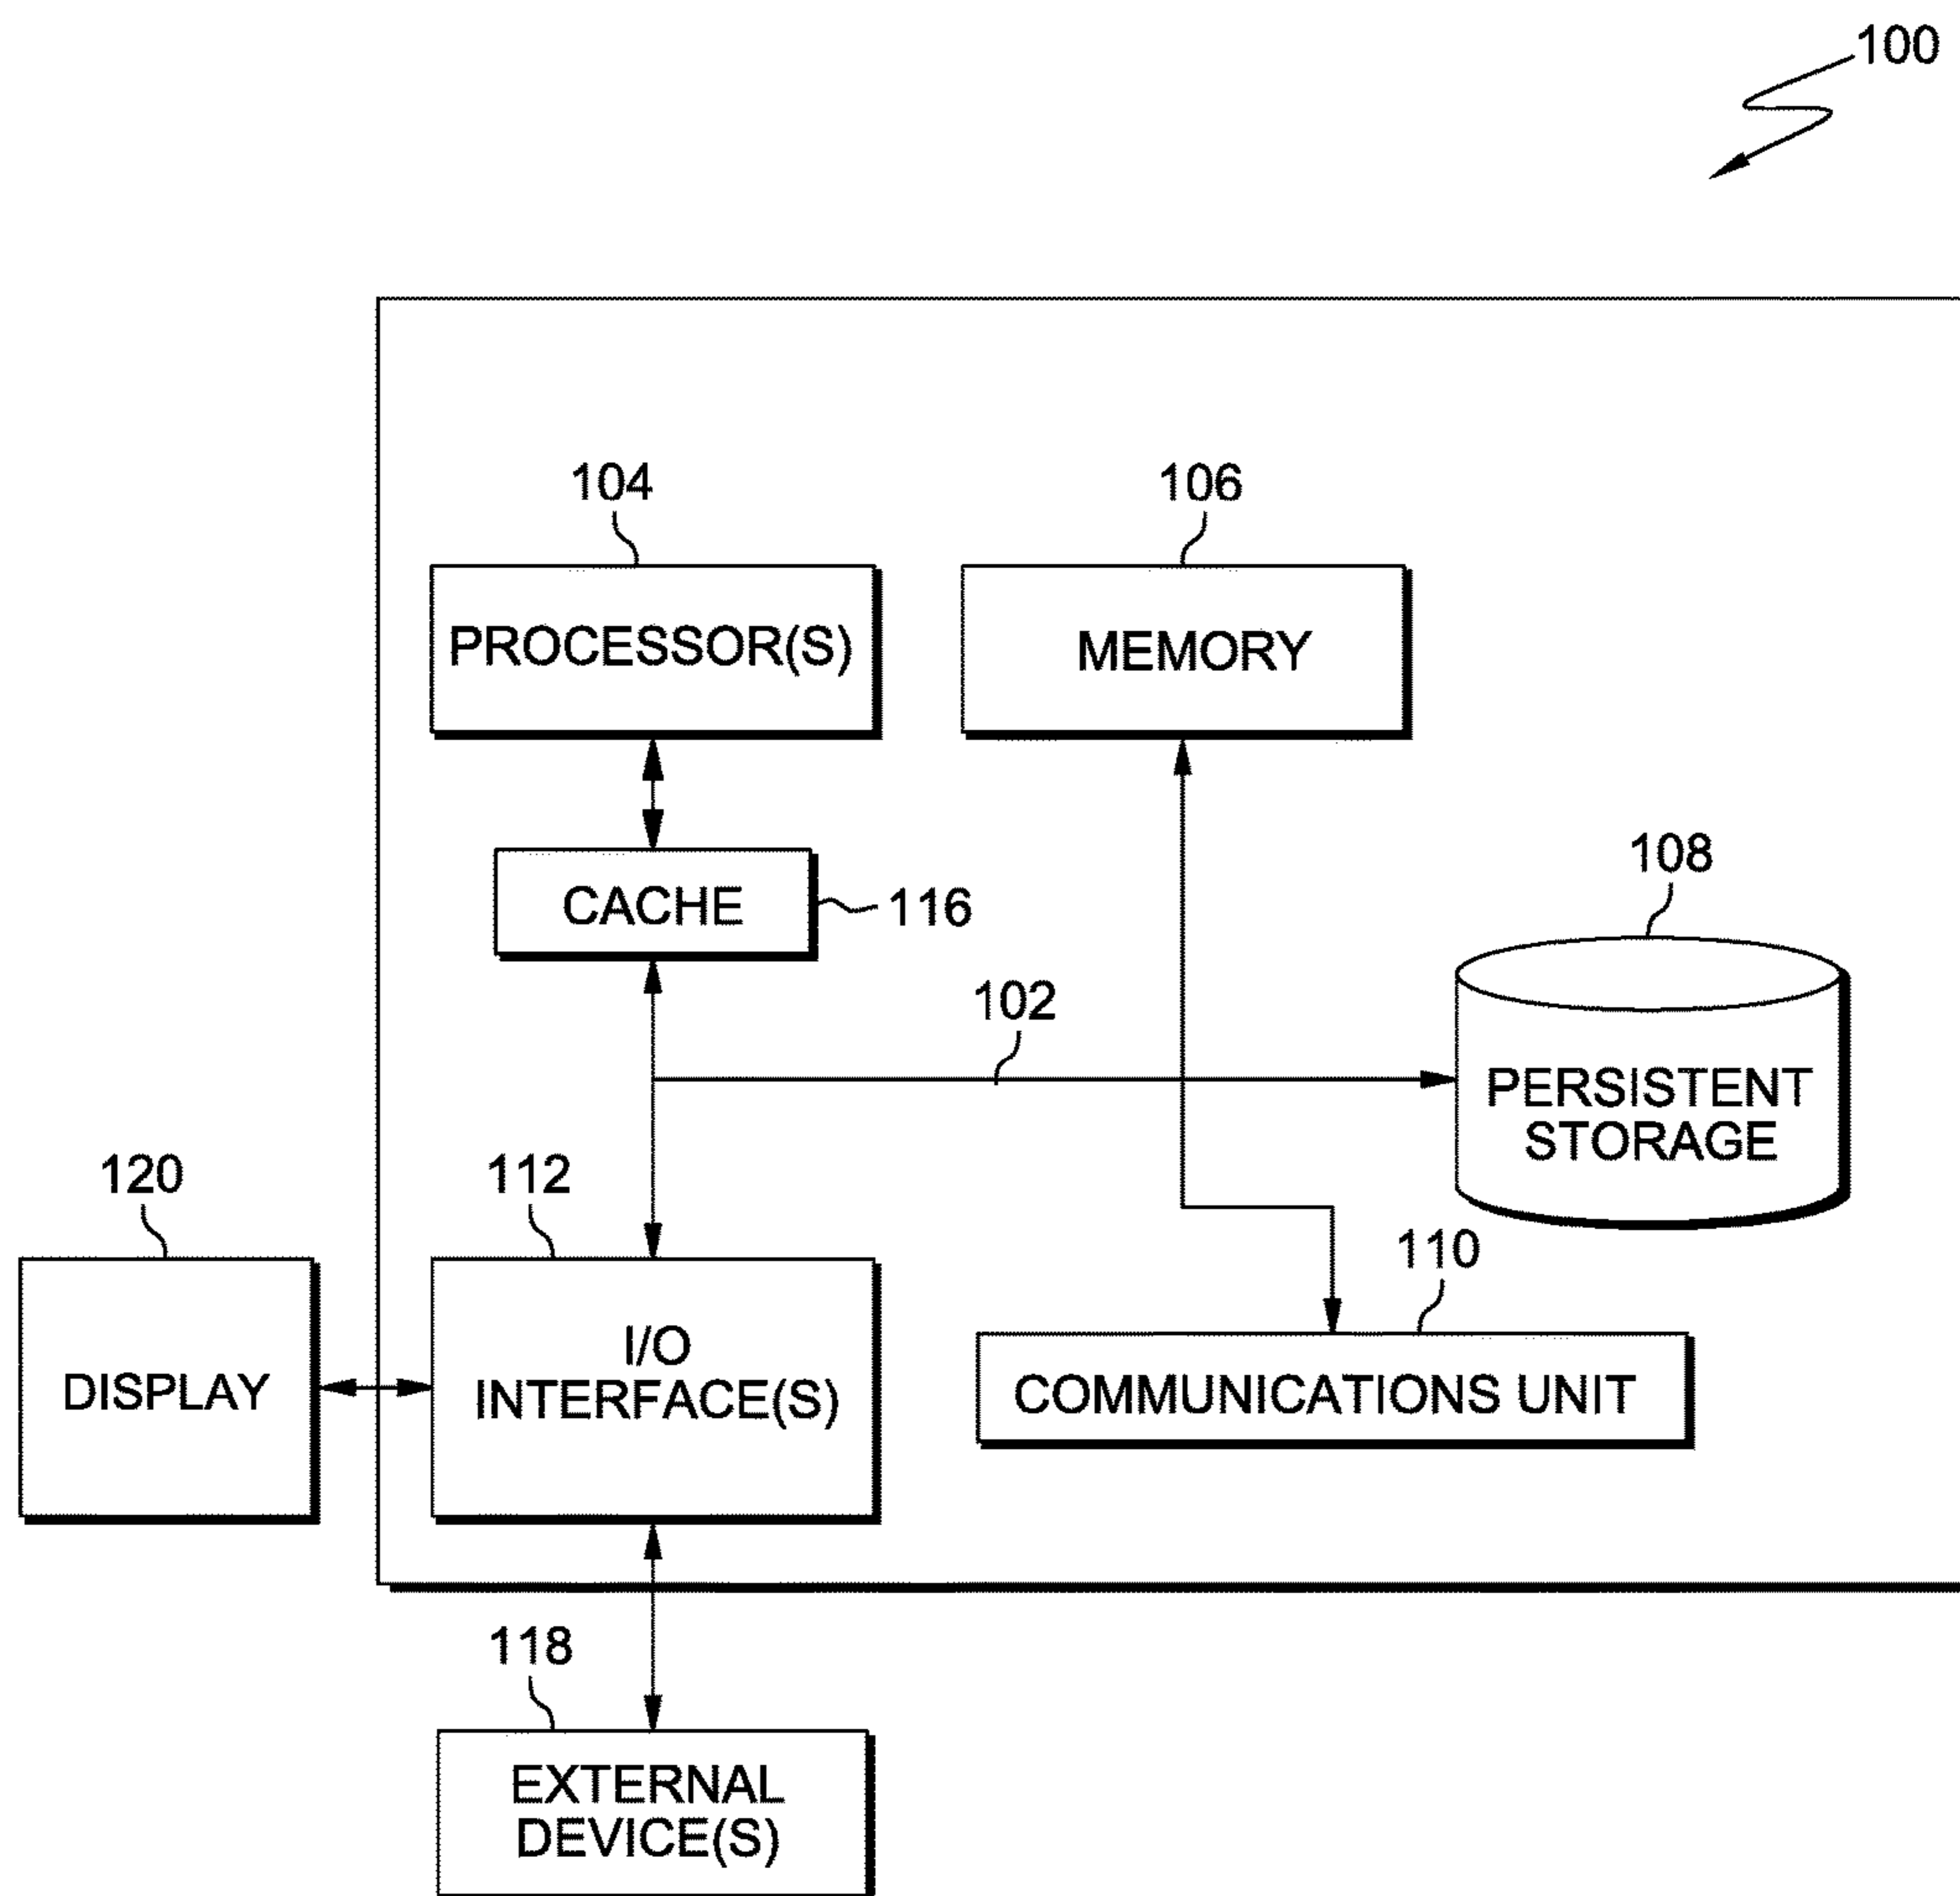 100
104
106
PROCESSOR(S)
MEMORY
108
CACHE
116
102
PERSISTENT
STORAGE
120
112
110
DISPLAY
I/O
INTERFACE(S)
COMMUNICATIONS UNIT
118
EXTERNAL
DEVICE(S)